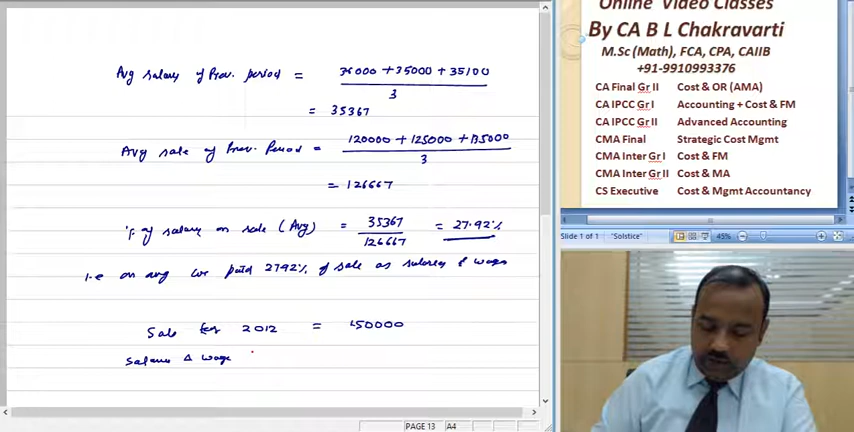 Avg salary of Prev. period = 36000 + 35000 + 35100
3
= 35367
Avg sale of Prev. Period = 120000 + 125000 + 135000
3
= 126667
% of salary on sale (Avg) = 35367 = 27.92%
126667
i.e on avg we paid 27.92% of sale as salaries & wages
Sale for 2012 = 150000
Salaries & wage
PAGE 13 A4
Online Video Classes
By CA B L Chakravarti
M.Sc (Math), FCA, CPA, CAIIB
+91-9910993376
CA Final Gr II Cost & OR (AMA)
CA IPCC Gr I Accounting + Cost & FM
CA IPCC Gr II Advanced Accounting
CMA Final Strategic Cost Mgmt
CMA Inter Gr I Cost & FM
CMA Inter Gr II Cost & MA
CS Executive Cost & Mgmt Accountancy
Slide 1 of 1 "Solstice" 45%